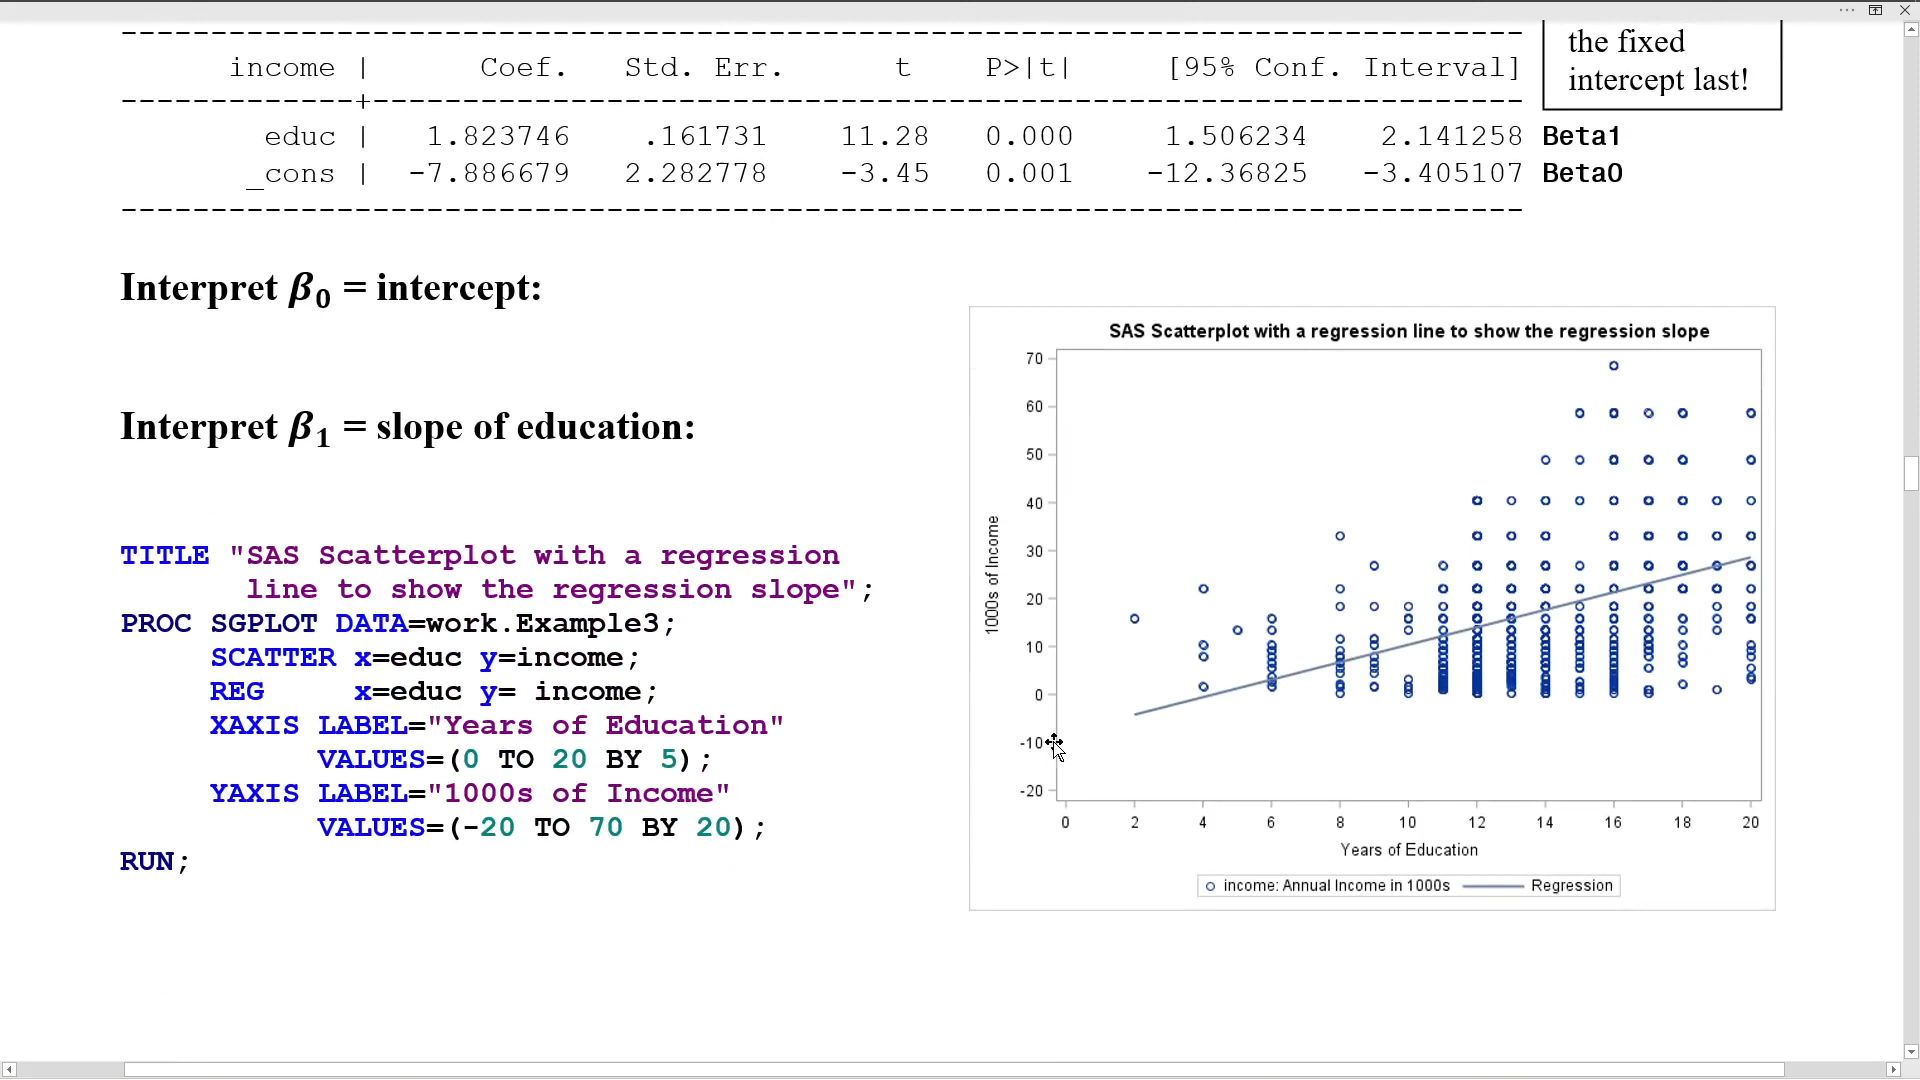 the fixed
intercept last!
------------------------------------------------------------------------------
income | Coef. Std. Err. t P>|t| [95% Conf. Interval]
-------------+----------------------------------------------------------------
educ | 1.823746 .161731 11.28 0.000 1.506234 2.141258 Beta1
_cons | -7.886679 2.282778 -3.45 0.001 -12.36825 -3.405107 Beta0
------------------------------------------------------------------------------
Interpret β₀ = intercept:
Interpret β₁ = slope of education:
TITLE "SAS Scatterplot with a regression
line to show the regression slope";
PROC SGPLOT DATA=work.Example3;
SCATTER x=educ y=income;
REG x=educ y= income;
XAXIS LABEL="Years of Education"
VALUES=(0 TO 20 BY 5);
YAXIS LABEL="1000s of Income"
VALUES=(-20 TO 70 BY 20);
RUN;
SAS Scatterplot with a regression line to show the regression slope
70
60
50
40
30
20
10
0
-10
-20
1000s of Income
0 2 4 6 8 10 12 14 16 18 20
Years of Education
income: Annual Income in 1000s Regression